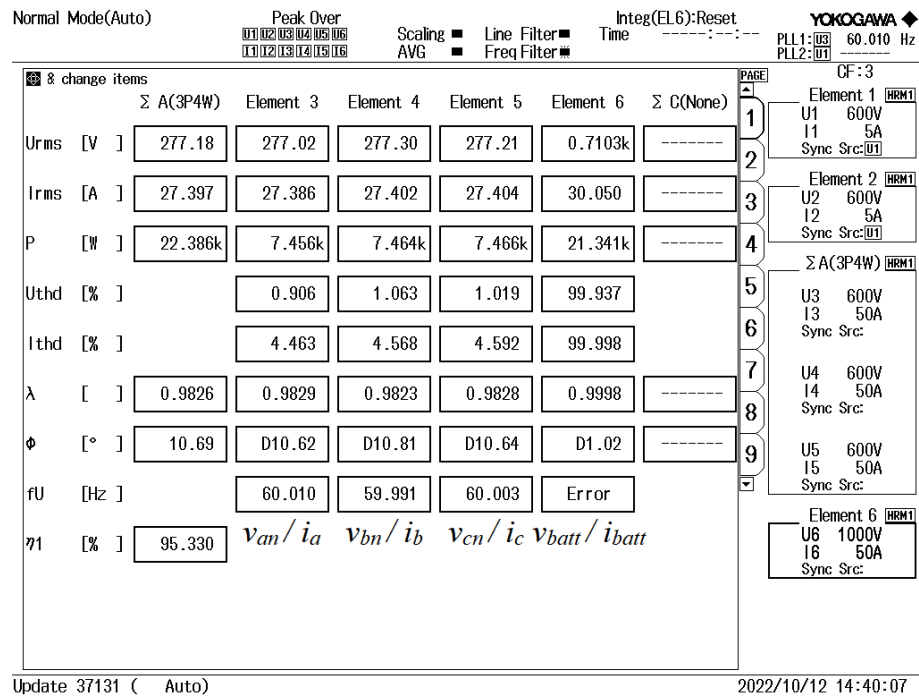 Normal Mode(Auto) Peak Over Scaling Line Filter Integ(EL6):Reset YOKOGAWA
U1 U2 U3 U4 U5 U6 AVG Freq Filter Time -----:--:-- PLL1:U3 60.010 Hz
I1 I2 I3 I4 I5 I6 PLL2:U1 -------
8 change items PAGE CF:3
Σ A(3P4W) Element 3 Element 4 Element 5 Element 6 Σ C(None)
Urms [V ] 277.18 277.02 277.30 277.21 0.7103k -------
Irms [A ] 27.397 27.386 27.402 27.404 30.050 -------
P [W ] 22.386k 7.456k 7.464k 7.466k 21.341k -------
Uthd [% ] 0.906 1.063 1.019 99.937
Ithd [% ] 4.463 4.568 4.592 99.998
λ [ ] 0.9826 0.9829 0.9823 0.9828 0.9998 -------
Φ [° ] 10.69 D10.62 D10.81 D10.64 D1.02 -------
fU [Hz ] 60.010 59.991 60.003 Error
η1 [% ] 95.330
van / ia vbn / ib vcn / ic vbatt / ibatt
1
2
3
4
5
6
7
8
9
Element 1 HRM1
U1 600V
I1 5A
Sync Src:U1
Element 2 HRM1
U2 600V
I2 5A
Sync Src:U1
Σ A(3P4W) HRM1
U3 600V
I3 50A
Sync Src:
U4 600V
I4 50A
Sync Src:
U5 600V
I5 50A
Sync Src:
Element 6 HRM1
U6 1000V
I6 50A
Sync Src:
Update 37131 ( Auto) 2022/10/12 14:40:07